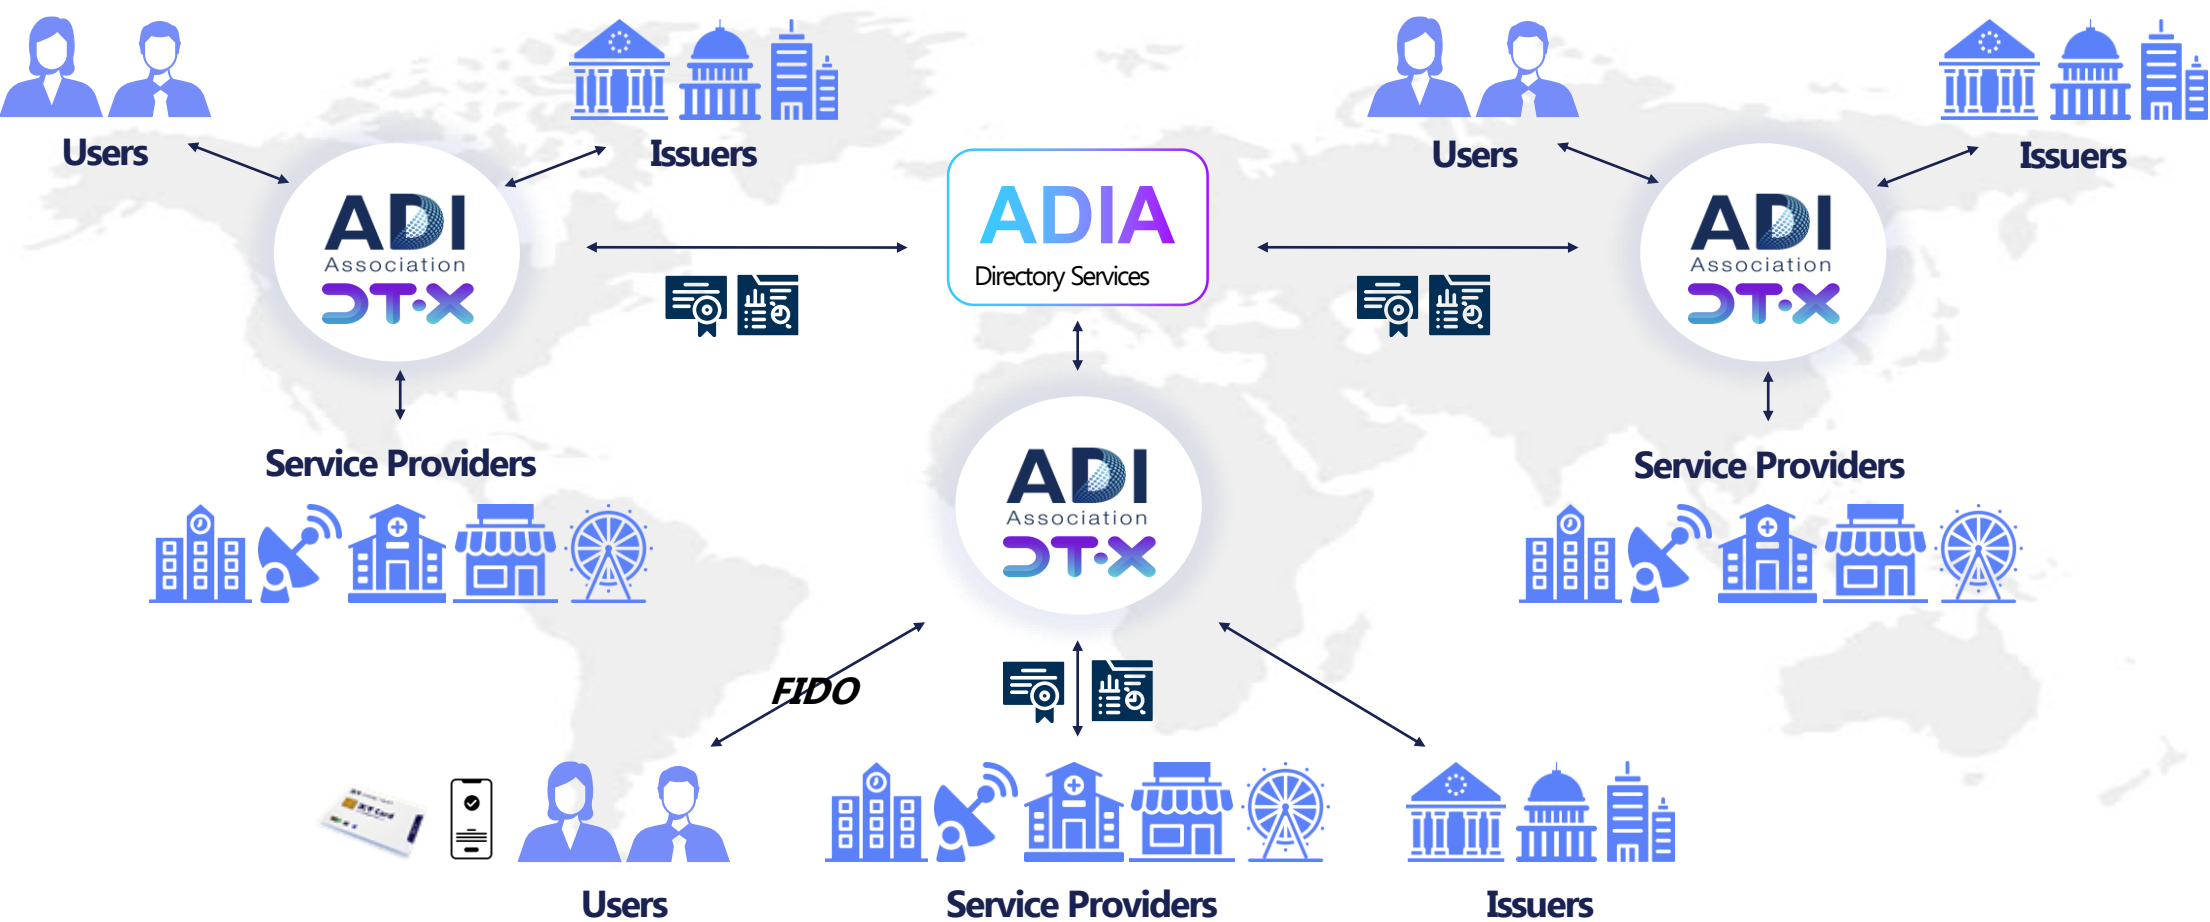 Users
Issuers
ADI
Association
DT·X
Service Providers
ADIA
Directory Services
Users
Issuers
ADI
Association
DT·X
Service Providers
ADI
Association
DT·X
FIDO
Users
Service Providers
Issuers